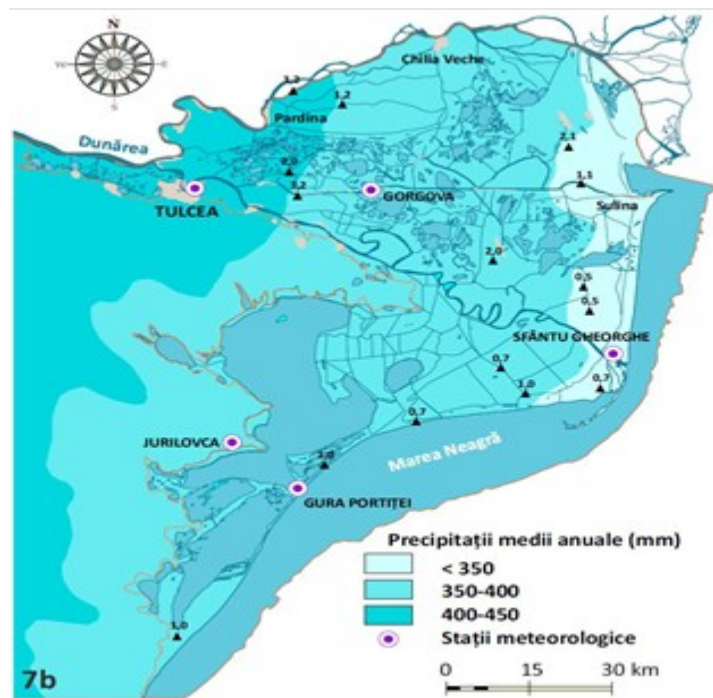 N
S
Chilia Veche
3,2
1,2
Pardina
2,1
Dunărea
2,0
1,1
3,2
TULCEA
GORGOVA
Sulina
2,0
0,5
0,5
SFÂNTU GHEORGHE
0,7
1,0
0,7
0,7
JURILOVCA
Marea Neagră
GURA PORTIȚEI
Precipitații medii anuale (mm)
< 350
350-400
400-450
Stații meteorologice
1,0
7b
0 15 30 km